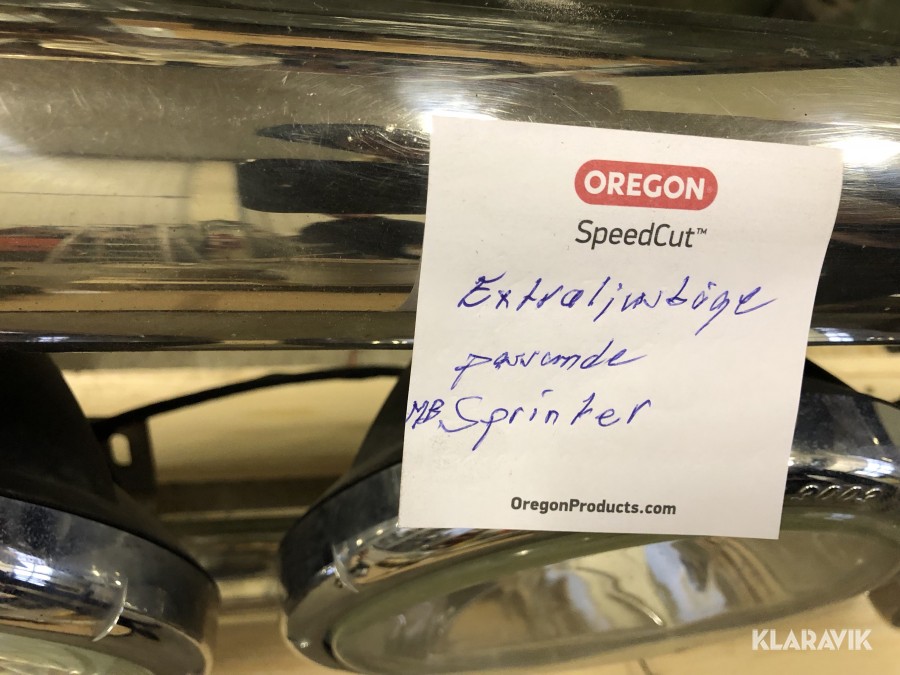 OREGON
SpeedCut™
Extraljusbåge
passande
MB. Sprinter
OregonProducts.com
KLARAVIK